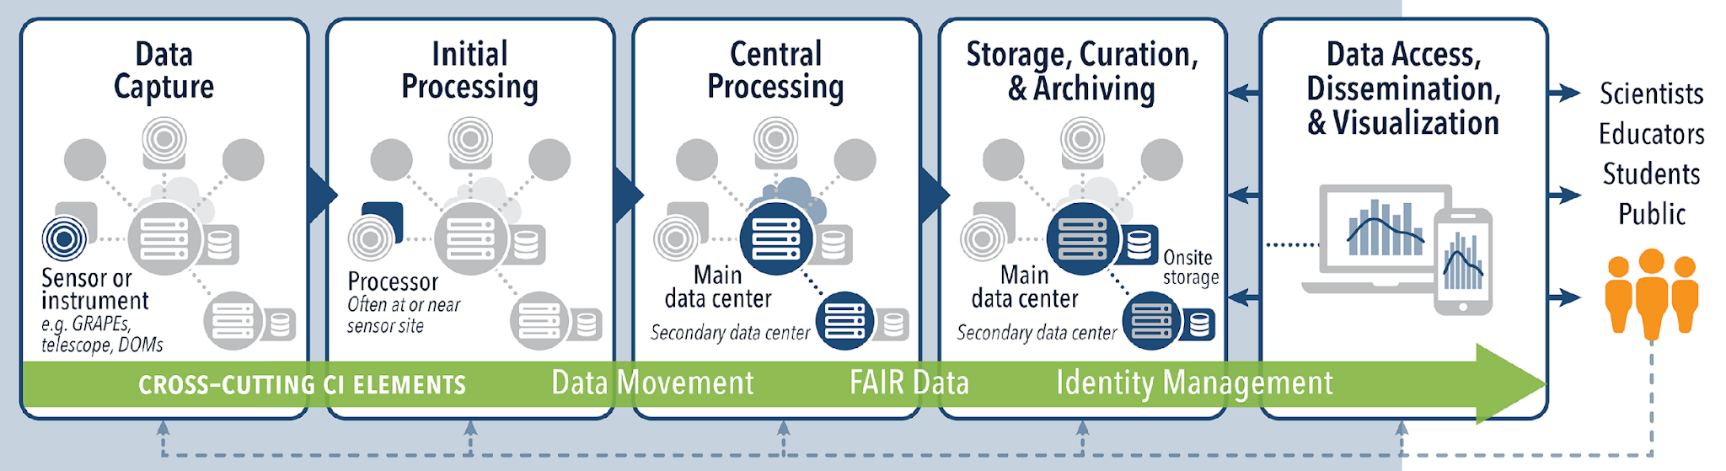 Data
Capture
Sensor or
instrument
e.g. GRAPEs,
telescope, DOMs
Initial
Processing
Processor
Often at or near
sensor site
Central
Processing
Main
data center
Secondary data center
Storage, Curation,
& Archiving
Main
data center
Onsite
storage
Secondary data center
Data Access,
Dissemination,
& Visualization
Scientists
Educators
Students
Public
CROSS–CUTTING CI ELEMENTS Data Movement FAIR Data Identity Management